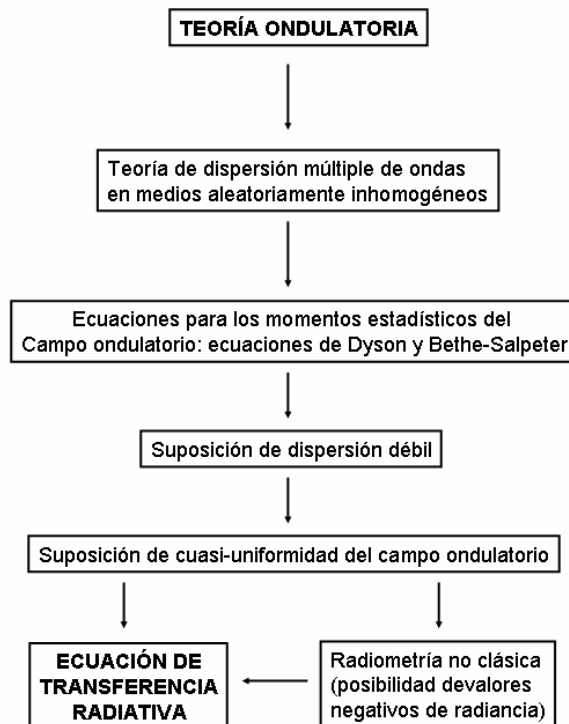 TEORÍA ONDULATORIA
Teoría de dispersión múltiple de ondas
en medios aleatoriamente inhomogéneos
Ecuaciones para los momentos estadísticos del
Campo ondulatorio: ecuaciones de Dyson y Bethe-Salpeter
Suposición de dispersión débil
Suposición de cuasi-uniformidad del campo ondulatorio
ECUACIÓN DE
TRANSFERENCIA
RADIATIVA
Radiometría no clásica
(posibilidad devalores
negativos de radiancia)